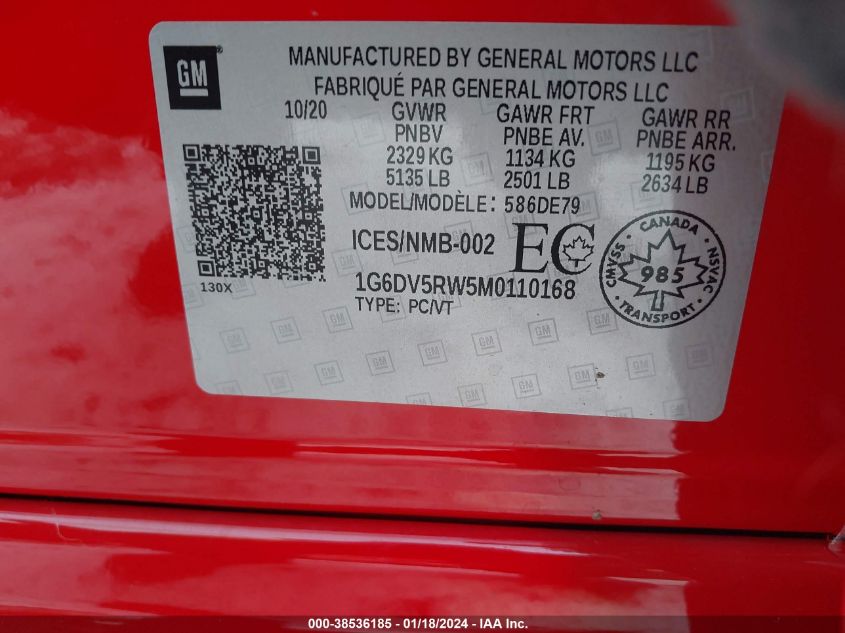 GM
MANUFACTURED BY GENERAL MOTORS LLC
FABRIQUÉ PAR GENERAL MOTORS LLC
10/20 GVWR GAWR FRT GAWR RR
PNBV PNBE AV. PNBE ARR.
2329 KG 1134 KG 1195 KG
5135 LB 2501 LB 2634 LB
MODEL/MODÈLE: 586DE79
ICES/NMB-002 EC
CANADA
CMVSS 985 NSVAC
TRANSPORT
130X 1G6DV5RW5M0110168
TYPE: PC/VT
000-38536185 - 01/18/2024 - IAA Inc.